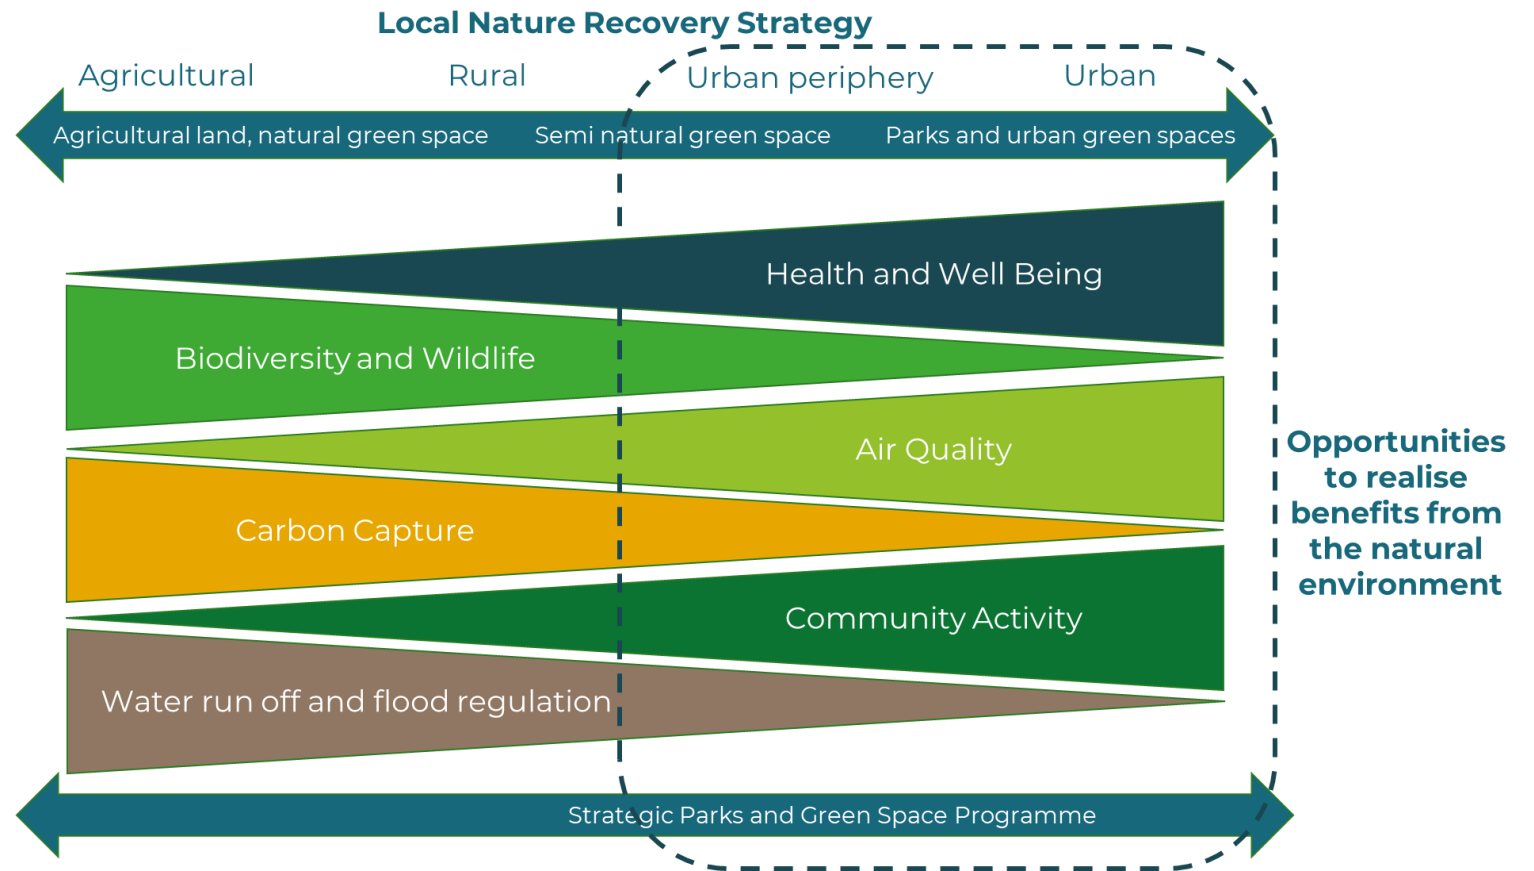 Local Nature Recovery Strategy
Agricultural Rural Urban periphery Urban
Agricultural land, natural green space Semi natural green space Parks and urban green spaces
Health and Well Being
Biodiversity and Wildlife
Air Quality
Carbon Capture
Community Activity
Water run off and flood regulation
Opportunities
to realise
benefits from
the natural
environment
Strategic Parks and Green Space Programme